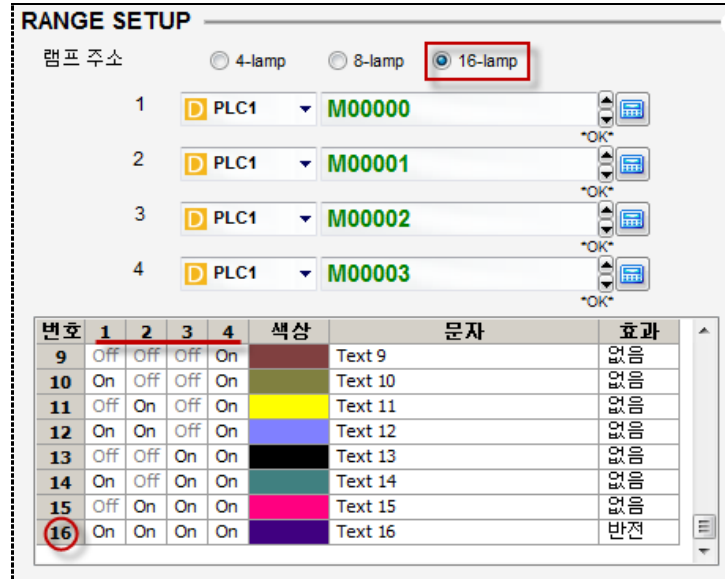 RANGE SETUP
램프 주소 4-lamp 8-lamp 16-lamp
1 D PLC1 M00000
*OK*
2 D PLC1 M00001
*OK*
3 D PLC1 M00002
*OK*
4 D PLC1 M00003
*OK*
번호 1 2 3 4 색상 문자 효과
9 Off Off Off On Text 9 없음
10 On Off Off On Text 10 없음
11 Off On Off On Text 11 없음
12 On On Off On Text 12 없음
13 Off Off On On Text 13 없음
14 On Off On On Text 14 없음
15 Off On On On Text 15 없음
16 On On On On Text 16 반전